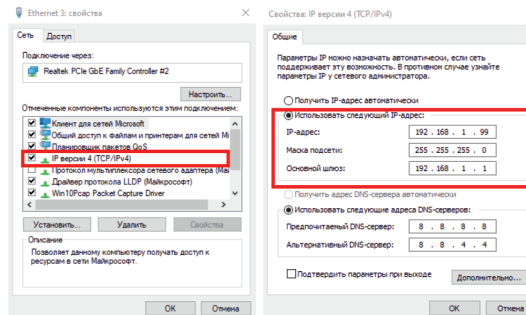 Ethernet 3: свойства
Сеть Доступ
Подключение через:
Realtek PCIe GbE Family Controller #2
Настроить...
Отмеченные компоненты используются этим подключением:
Клиент для сетей Microsoft
Общий доступ к файлам и принтерам для сетей Mi
Планировщик пакетов QoS
IP версии 4 (TCP/IPv4)
Протокол мультиплексора сетевого адаптера (Май
Драйвер протокола LLDP (Майкрософт)
Win10Pcap Packet Capture Driver
Установить... Удалить Свойства
Описание
Позволяет данному компьютеру получать доступ к
ресурсам в сети Майкрософт.
OK Отмена
Свойства: IP версии 4 (TCP/IPv4)
Общие
Параметры IP можно назначать автоматически, если сеть
поддерживает эту возможность. В противном случае узнайте
параметры IP у сетевого администратора.
Получить IP-адрес автоматически
Использовать следующий IP-адрес:
IP-адрес: 192 . 168 . 1 . 99
Маска подсети: 255 . 255 . 255 . 0
Основной шлюз: 192 . 168 . 1 . 1
Получить адрес DNS-сервера автоматически
Использовать следующие адреса DNS-серверов:
Предпочитаемый DNS-сервер: 8 . 8 . 8 . 8
Альтернативный DNS-сервер: 8 . 8 . 4 . 4
Подтвердить параметры при выходе Дополнительно...
OK Отмена